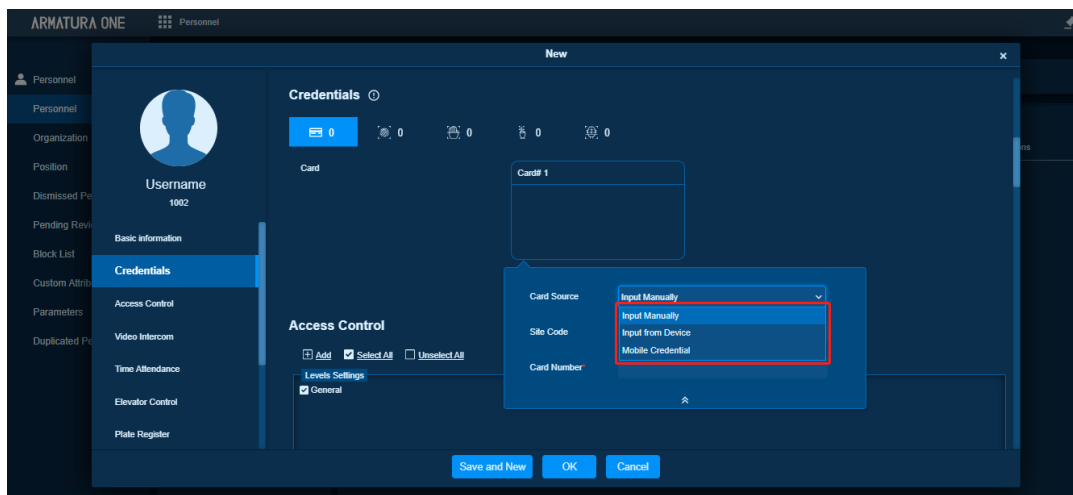 ARMATURA ONE
Personnel
New
×
Personnel
Personnel
Organization
Position
Dismissed Pe
Pending Revi
Block List
Custom Attrib
Parameters
Duplicated Pe
Username
1002
Basic information
Credentials
Access Control
Video Intercom
Time Attendance
Elevator Control
Plate Register
Credentials
0 0 0 0 0
Card
Card# 1
Card Source
Input Manually
Input Manually
Input from Device
Mobile Credential
Site Code
Card Number*
Access Control
Add Select All Unselect All
Levels Settings
General
ns
Save and New OK Cancel